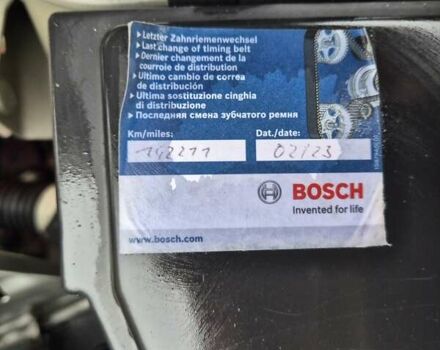 › Letzter Zahnriemenwechsel
› Last change of timing belt
› Dernier changement de la
courroie de distribution
› Ultimo cambio de correa
de distribución
› Ultima sostituzione cinghia
di distribuzione
› Последняя смена зубчатого ремня
Km/miles: Dat./date:
142211 02/23
BOSCH
Invented for life
www.bosch.com